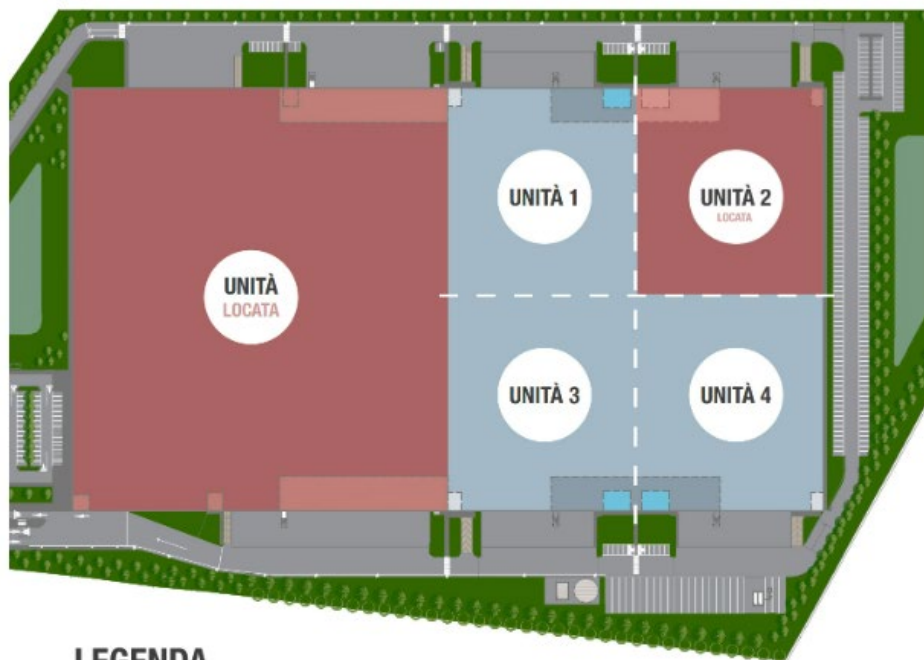 UNITÀ 1
UNITÀ 2
LOCATA
UNITÀ
LOCATA
UNITÀ 3
UNITÀ 4
LEGENDA